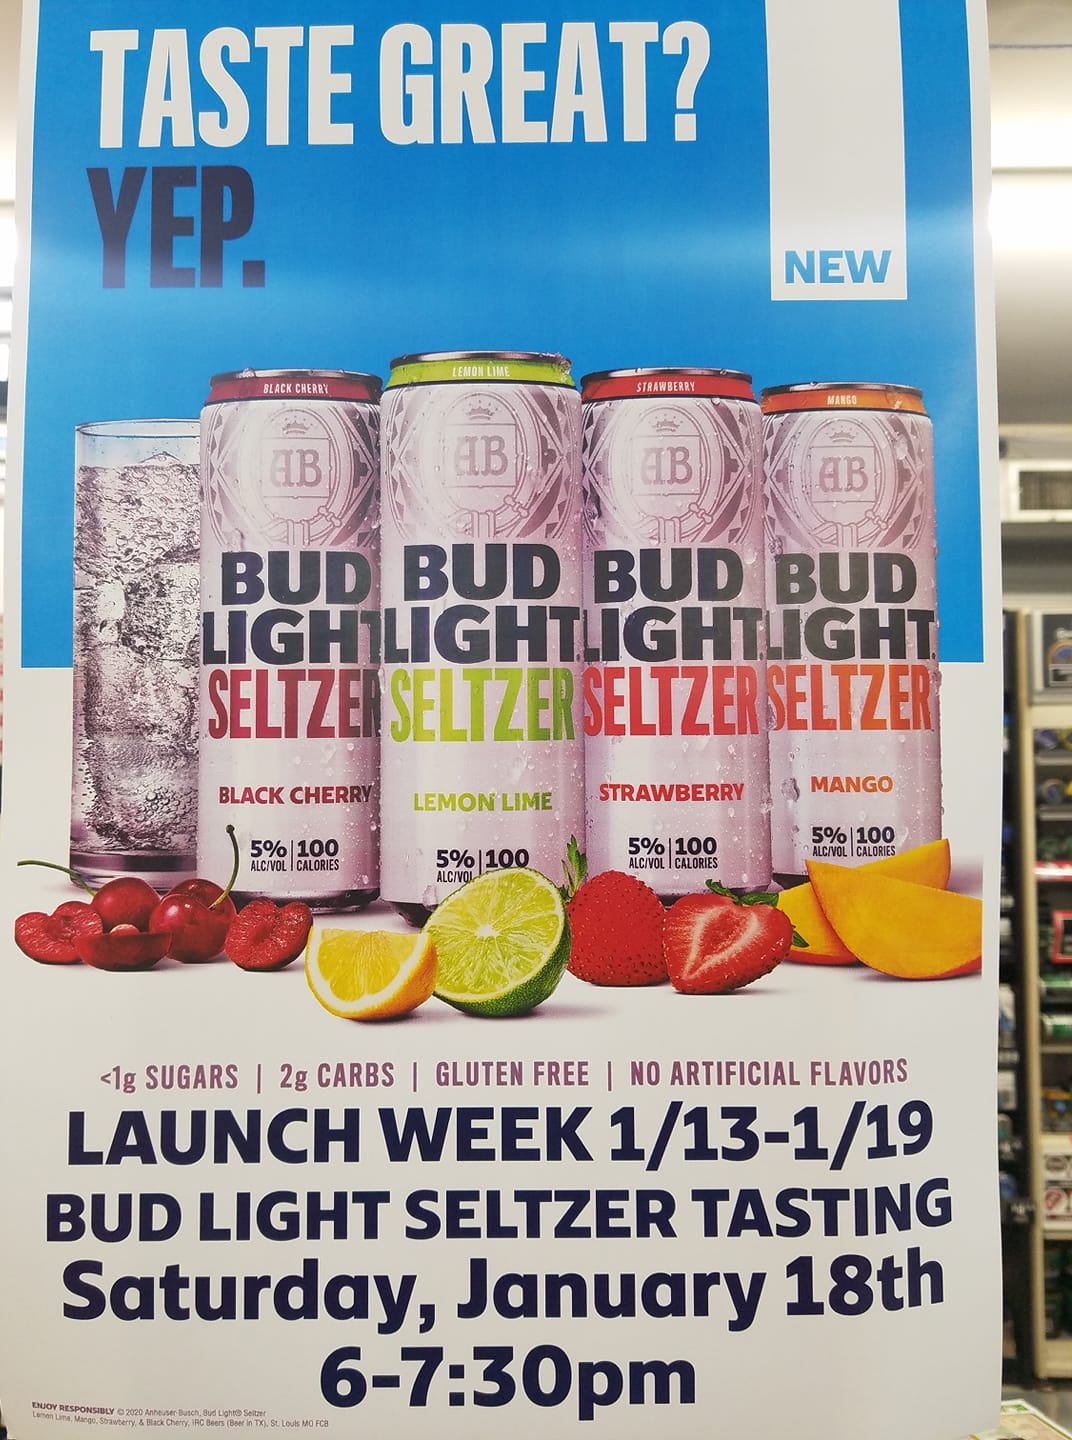 TASTE GREAT?
YEP.
NEW
BLACK CHERRY
LEMON LIME
STRAWBERRY
MANGO
AB
AB
AB
AB
BUD
LIGHT
SELTZER
BLACK CHERRY
5% ALC/VOL | 100 CALORIES
BUD
LIGHT
SELTZER
LEMON LIME
5% ALC/VOL | 100
BUD
LIGHT
SELTZER
STRAWBERRY
5% ALC/VOL | 100 CALORIES
BUD
LIGHT
SELTZER
MANGO
5% ALC/VOL | 100 CALORIES
<1g SUGARS | 2g CARBS | GLUTEN FREE | NO ARTIFICIAL FLAVORS
LAUNCH WEEK 1/13-1/19
BUD LIGHT SELTZER TASTING
Saturday, January 18th
6-7:30pm
ENJOY RESPONSIBLY © 2020 Anheuser-Busch, Bud Light® Seltzer
Lemon Lime, Mango, Strawberry, & Black Cherry, IRC Beers (Beer in TX), St. Louis MO FCB